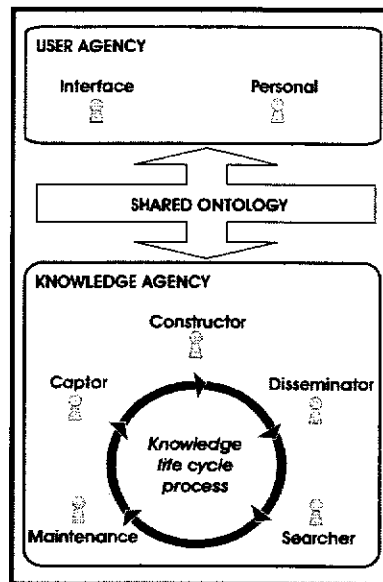 USER AGENCY
Interface Personal
SHARED ONTOLOGY
KNOWLEDGE AGENCY
Constructor
Captor Disseminator
Knowledge
life cycle
process
Maintenance Searcher